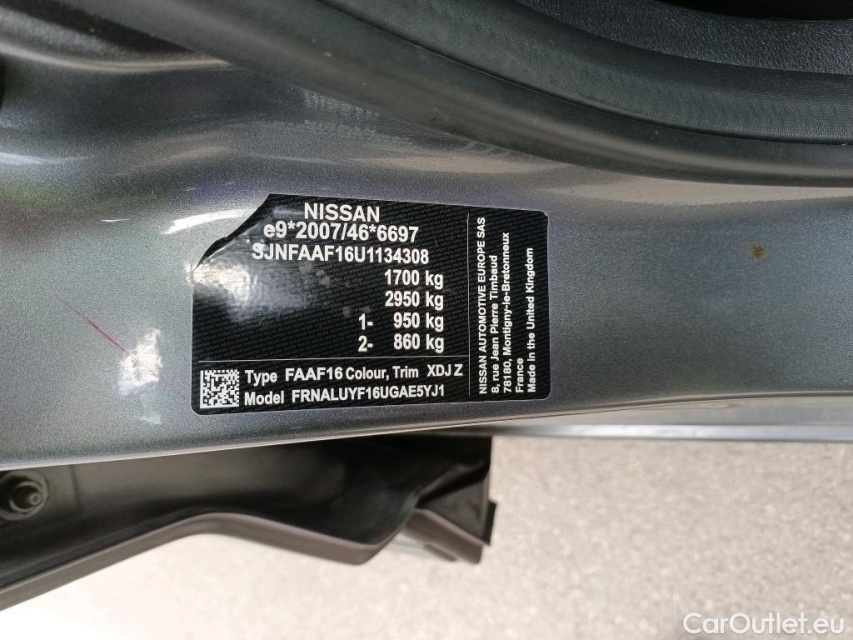 NISSAN
e9*2007/46*6697
SJNFAAF16U1134308
1700 kg
2950 kg
1- 950 kg
2- 860 kg
Type FAAF16 Colour, Trim XDJ Z
Model FRNALUYF16UGAE5YJ1
NISSAN AUTOMOTIVE EUROPE SAS
8, rue Jean Pierre Timbaud
78180, Montigny-le-Bretonneux
France
Made in the United Kingdom
CarOutlet.eu